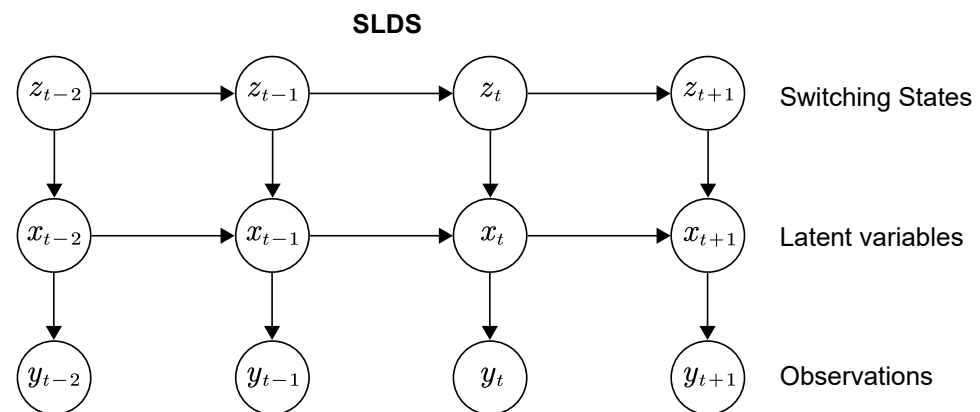 SLDS
z_{t-2} z_{t-1} z_t z_{t+1} Switching States
x_{t-2} x_{t-1} x_t x_{t+1} Latent variables
y_{t-2} y_{t-1} y_t y_{t+1} Observations